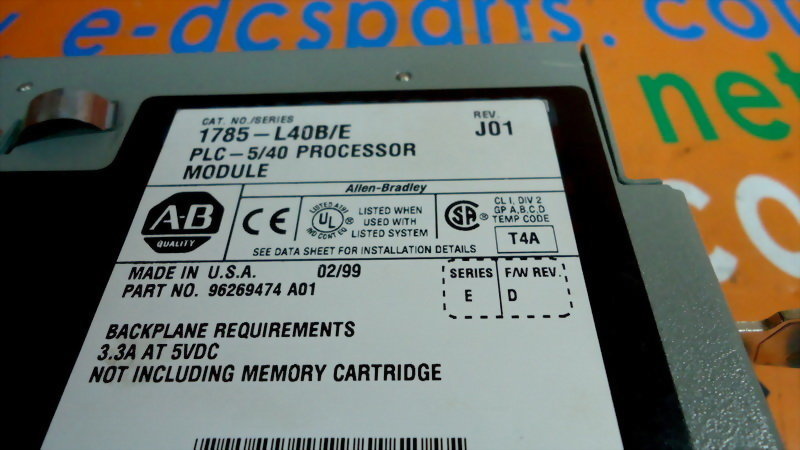 e-dcsparts.co
net
co
CAT. NO./SERIES
1785-L40B/E
PLC-5/40 PROCESSOR
MODULE
REV.
J01
Allen-Bradley
A-B
QUALITY
CE
UL
LISTED WHEN
USED WITH
LISTED SYSTEM
SA
CL I, DIV 2
GP A,B,C,D
TEMP CODE
T4A
SEE DATA SHEET FOR INSTALLATION DETAILS
MADE IN U.S.A. 02/99
PART NO. 96269474 A01
SERIES
E
F/W REV.
D
BACKPLANE REQUIREMENTS
3.3A AT 5VDC
NOT INCLUDING MEMORY CARTRIDGE